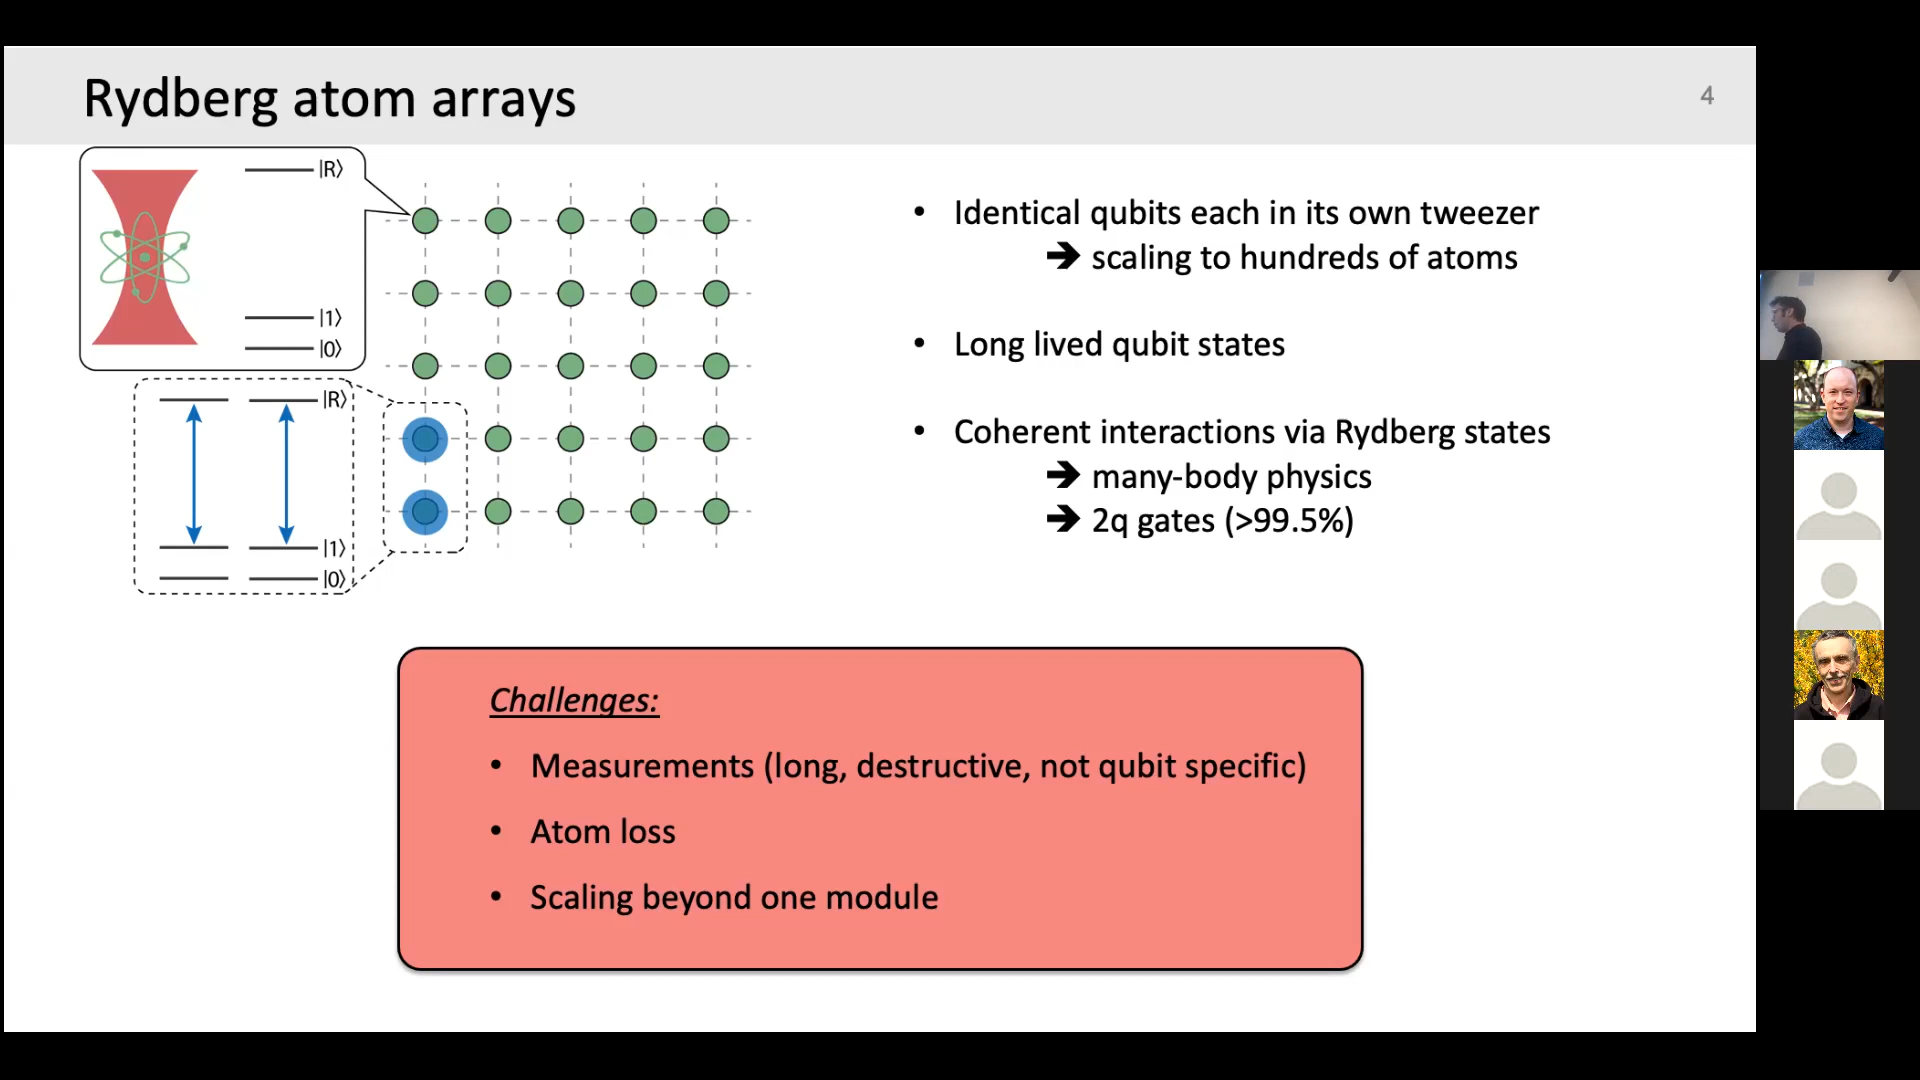 Rydberg atom arrays
4
|R⟩
|1⟩
|0⟩
|R⟩
|1⟩
|0⟩
• Identical qubits each in its own tweezer
➔ scaling to hundreds of atoms
• Long lived qubit states
• Coherent interactions via Rydberg states
➔ many-body physics
➔ 2q gates (>99.5%)
Challenges:
• Measurements (long, destructive, not qubit specific)
• Atom loss
• Scaling beyond one module